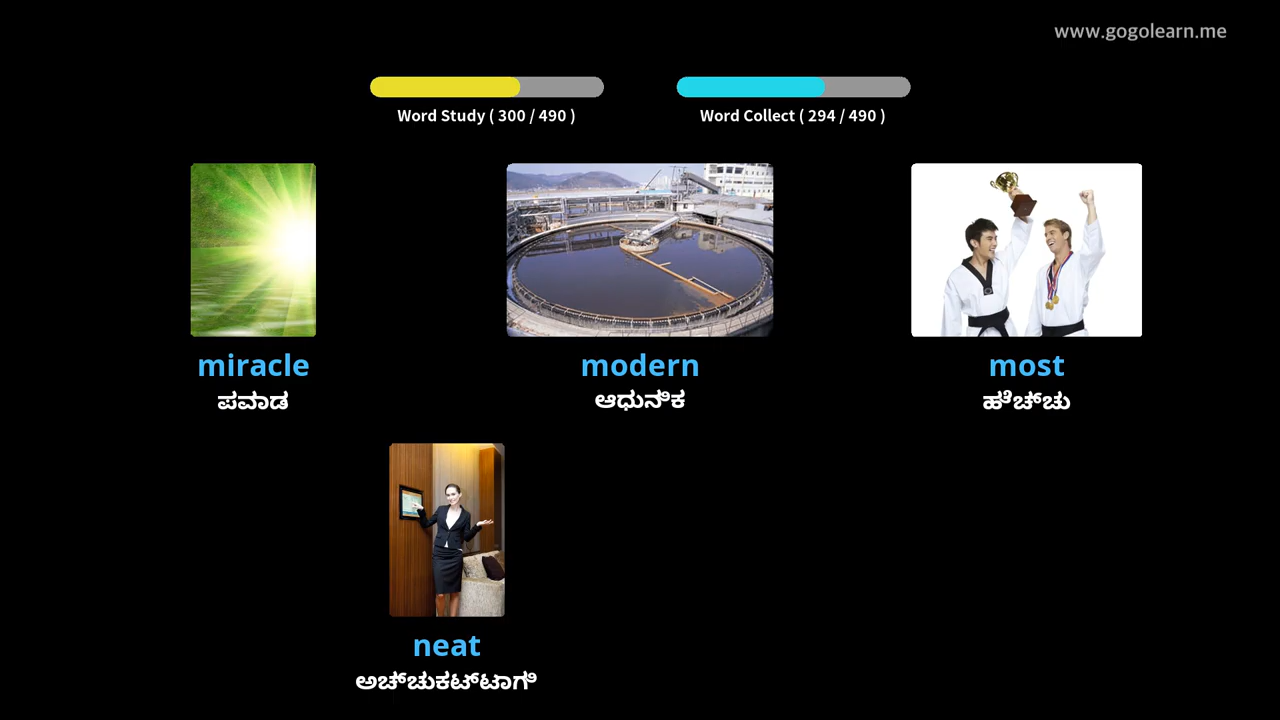 www.gogolearn.me
Word Study ( 300 / 490 )
Word Collect ( 294 / 490 )
miracle
ಪವಾಡ
modern
ಆಧುನಿಕ
most
ಹೆಚ್ಚು
neat
ಅಚ್ಚುಕಟ್ಟಾಗಿ